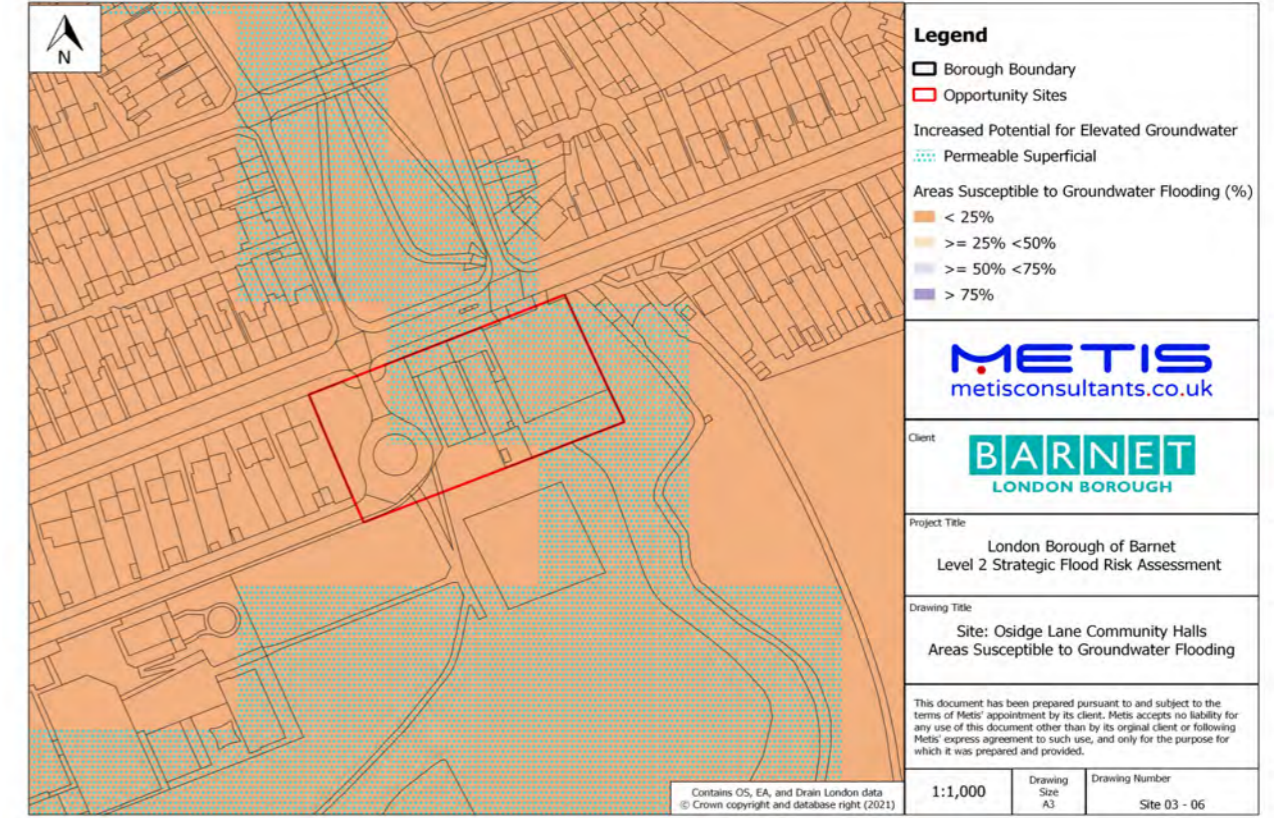 N
Legend
Borough Boundary
Opportunity Sites
Increased Potential for Elevated Groundwater
Permeable Superficial
Areas Susceptible to Groundwater Flooding (%)
< 25%
>= 25% <50%
>= 50% <75%
> 75%
METIS
metisconsultants.co.uk
Client
BARNET
LONDON BOROUGH
Project Title
London Borough of Barnet
Level 2 Strategic Flood Risk Assessment
Drawing Title
Site: Osidge Lane Community Halls
Areas Susceptible to Groundwater Flooding
This document has been prepared pursuant to and subject to the
terms of Metis' appointment by its client. Metis accepts no liability for
any use of this document other than by its orginal client or following
Metis' express agreement to such use, and only for the purpose for
which it was prepared and provided.
Contains OS, EA, and Drain London data
© Crown copyright and database right (2021)
1:1,000
Drawing
Size
A3
Drawing Number
Site 03 - 06